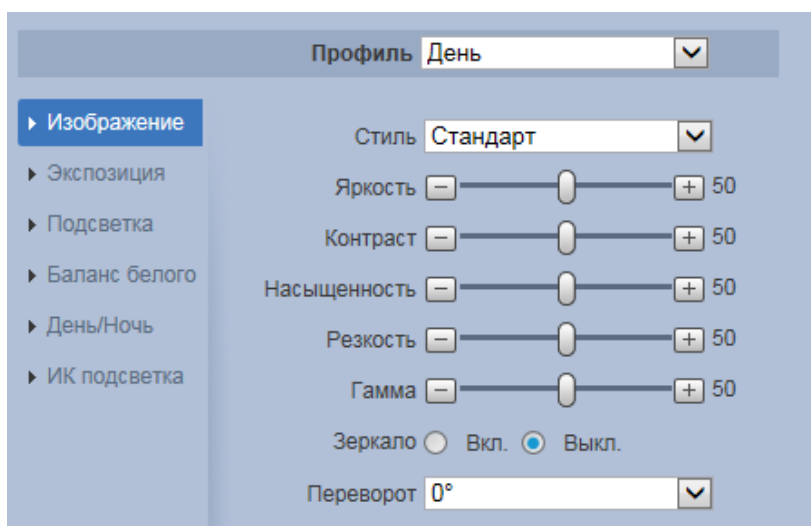 Профиль День
Изображение
Стиль Стандарт
Экспозиция
Яркость 50
Подсветка
Контраст 50
Баланс белого
Насыщенность 50
День/Ночь
Резкость 50
ИК подсветка
Гамма 50
Зеркало Вкл. Выкл.
Переворот 0°